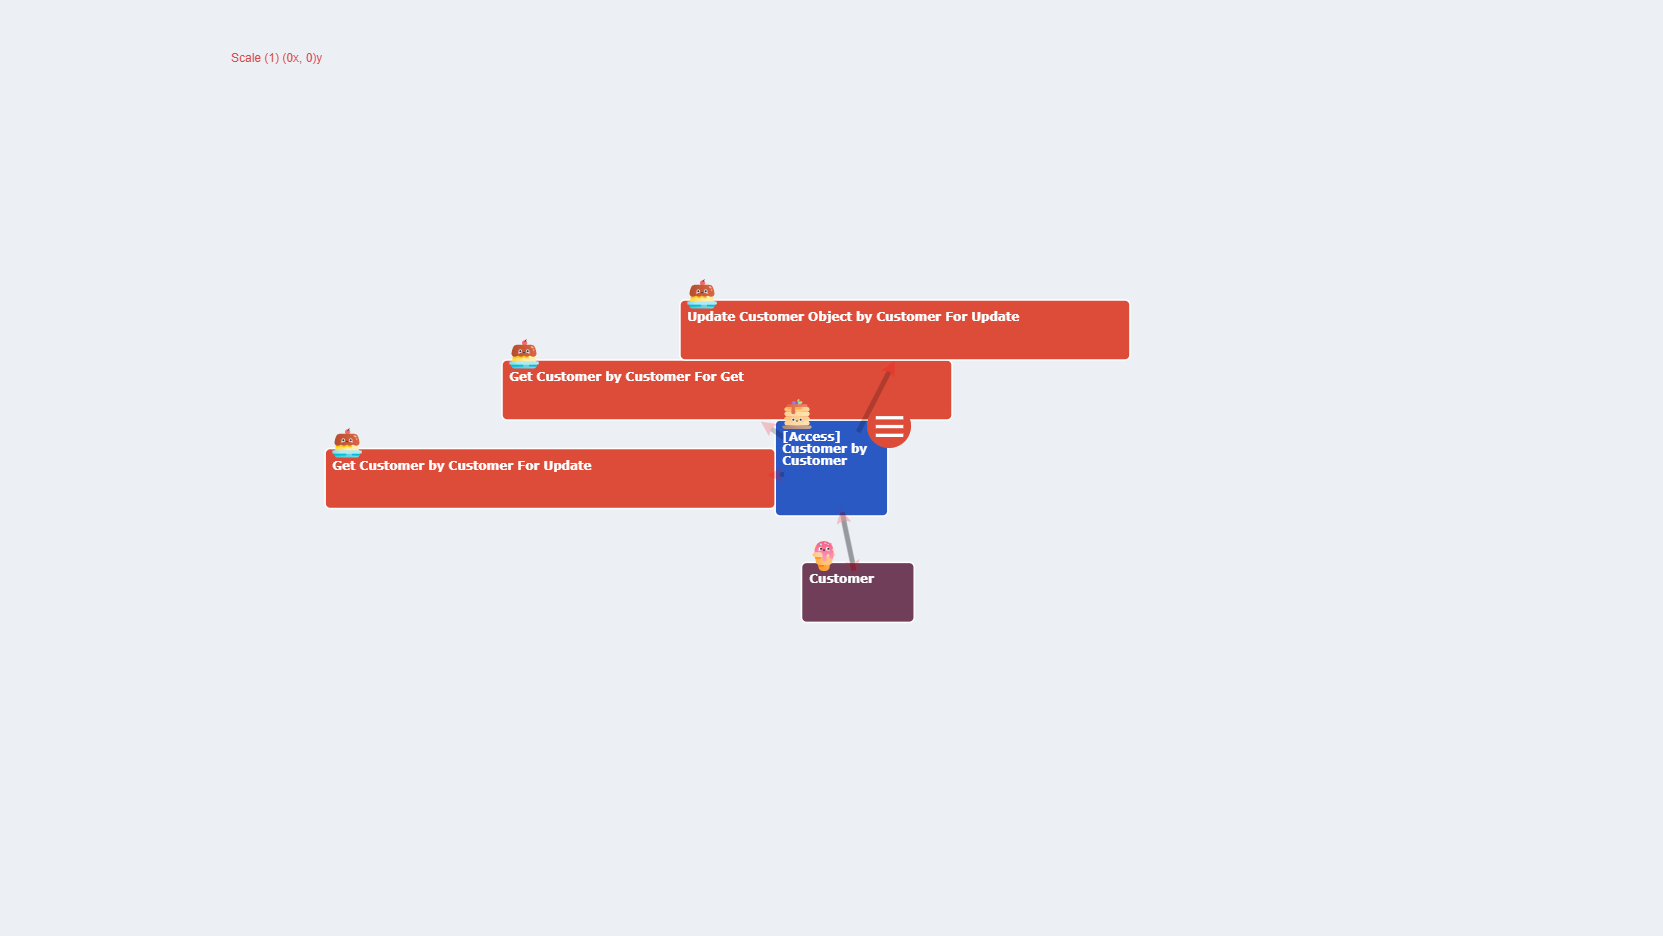 Scale (1) (0x, 0)y
Update Customer Object by Customer For Update
Get Customer by Customer For Get
[Access]
Customer by
Customer
Get Customer by Customer For Update
Customer